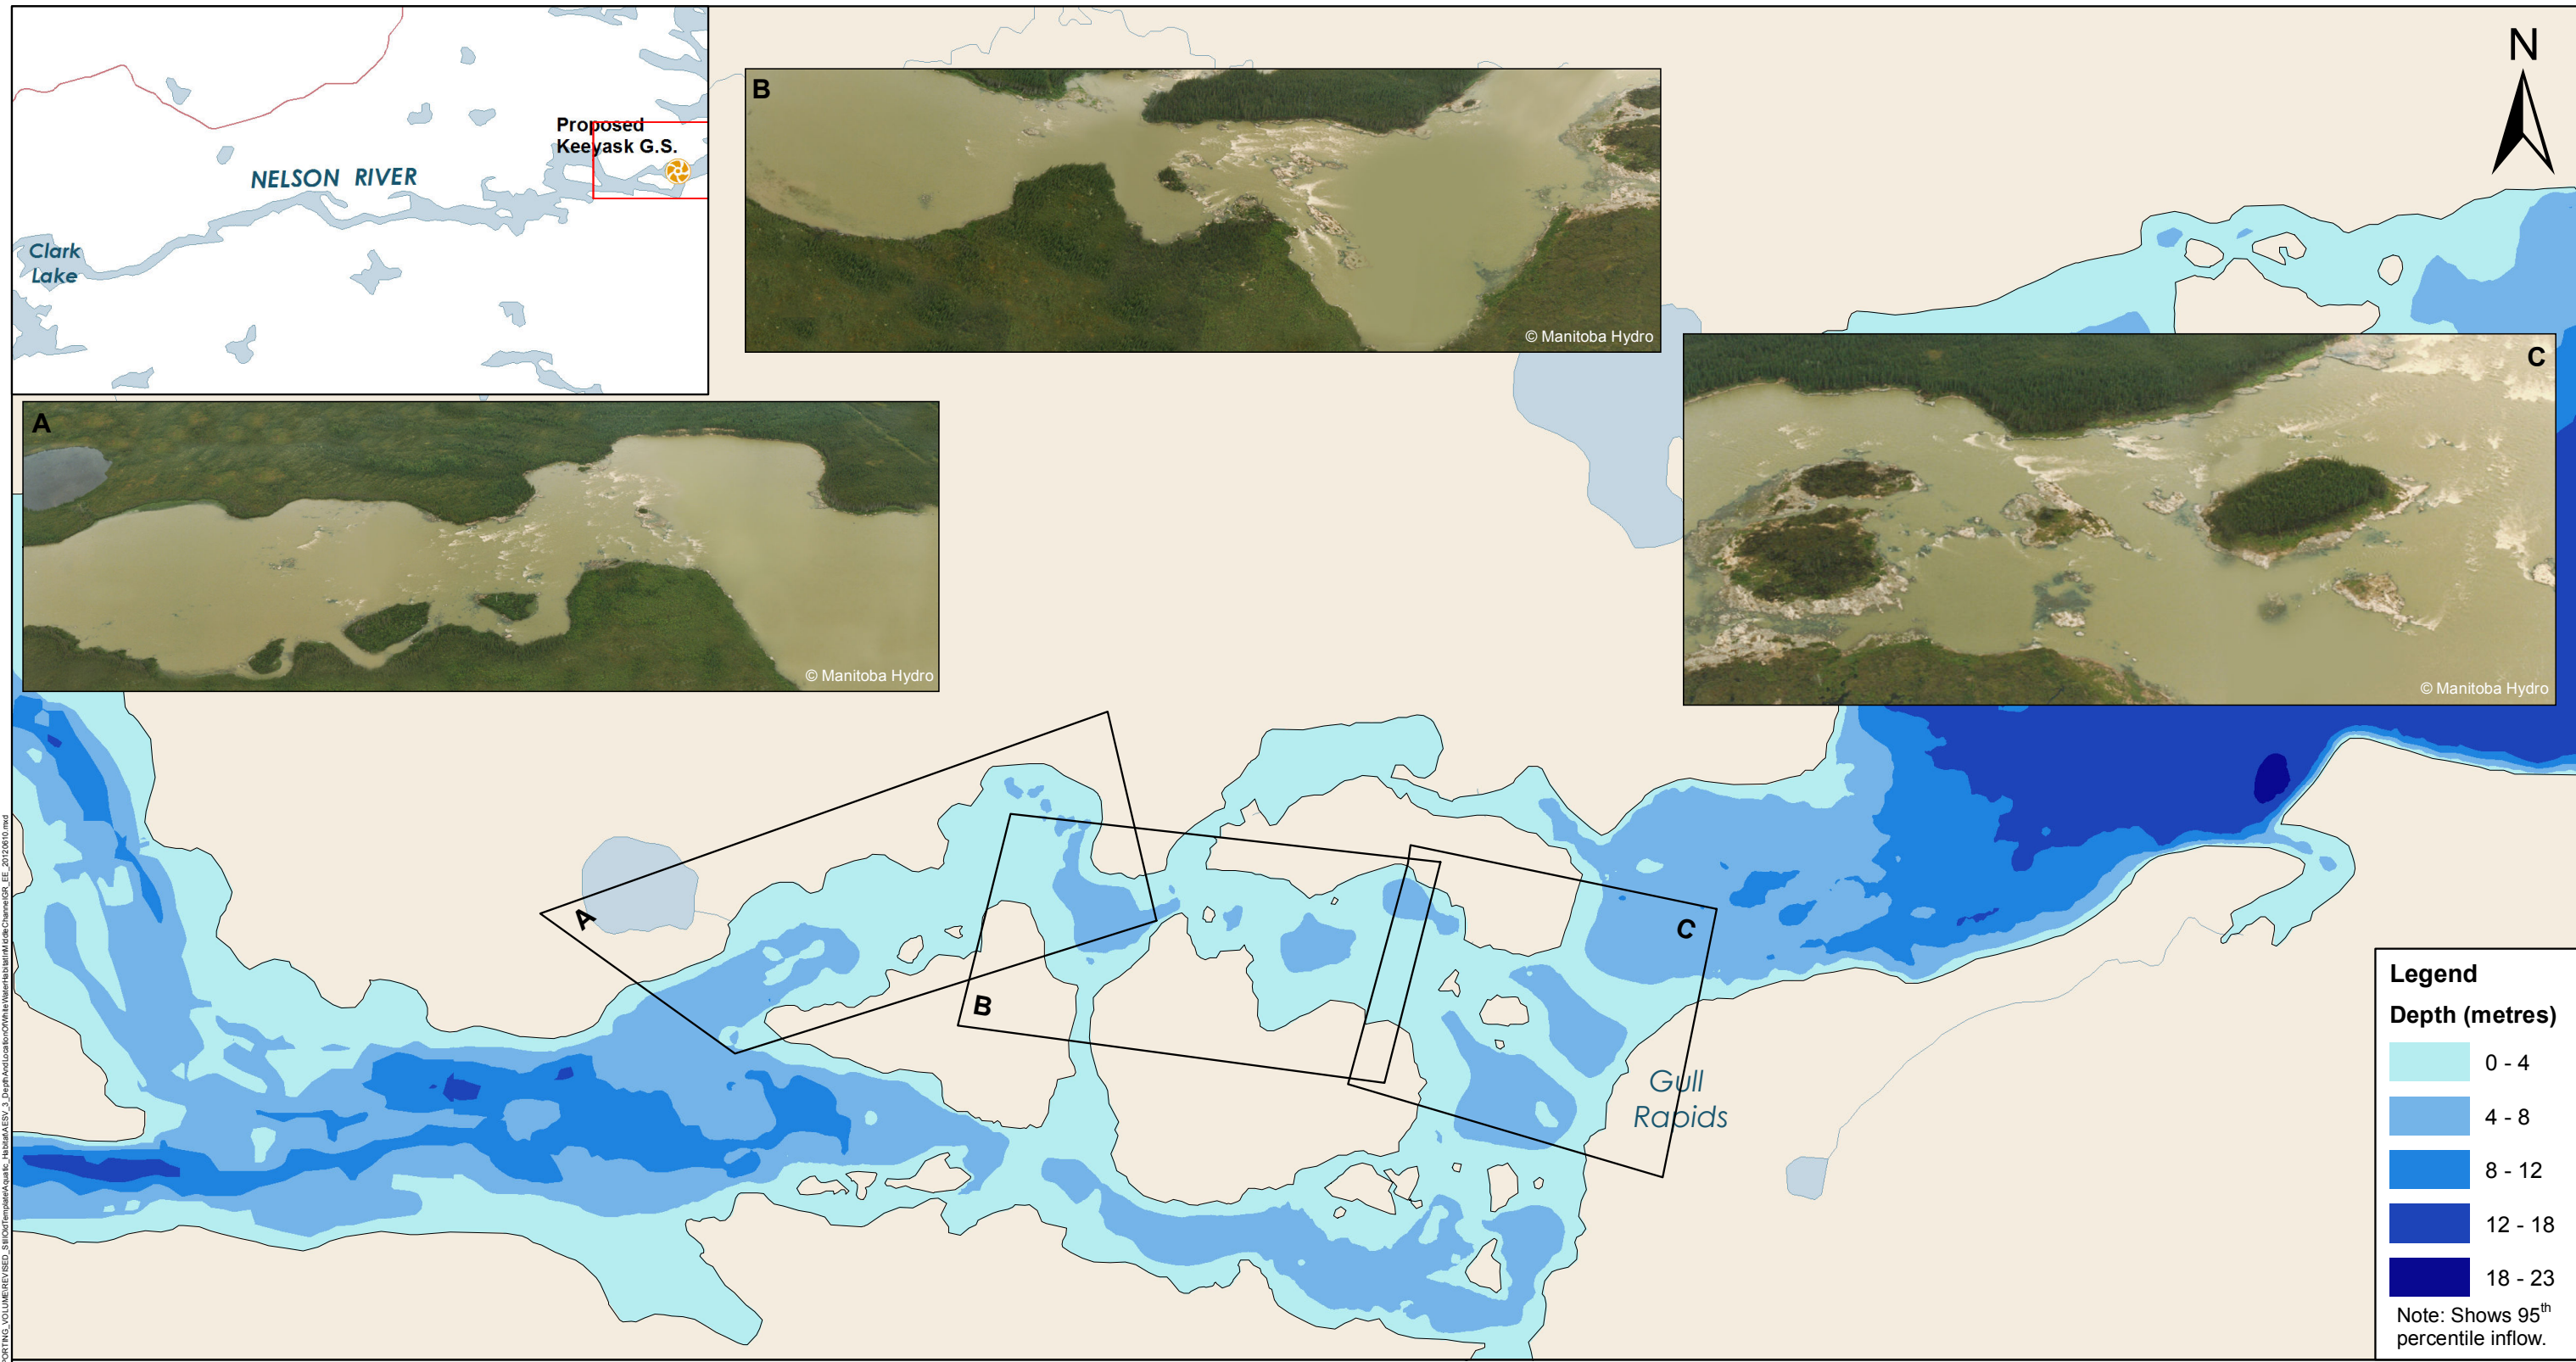 N
Proposed
Keeyask G.S.
NELSON RIVER
Clark
Lake
B
© Manitoba Hydro
C
© Manitoba Hydro
A
© Manitoba Hydro
A
B
C
Gull
Rapids
Legend
Depth (metres)
0 - 4
4 - 8
8 - 12
12 - 18
18 - 23
Note: Shows 95th
percentile inflow.